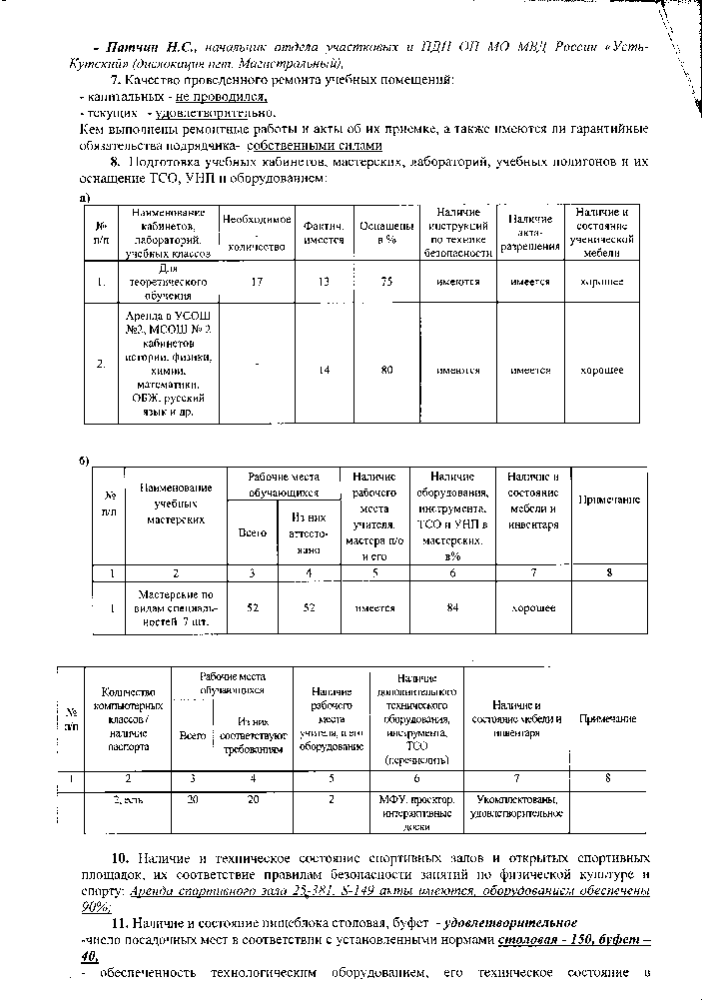 - Патчин Н.С., начальник отдела участковых и ПДН ОП МО МВД России «Усть-
Кутский» (дислокация пгт. Магистральный),
7. Качество проведенного ремонта учебных помещений:
- капитальных - не проводился,
- текущих - удовлетворительно.
Кем выполнены ремонтные работы и акты об их приемке, а также имеются ли гарантийные
обязательства подрядчика- собственными силами
8. Подготовка учебных кабинетов, мастерских, лабораторий, учебных полигонов и их
оснащение ТСО, УНП и оборудованием:
а)
№ п/п | Наименование кабинетов, лабораторий, учебных классов | Необходимое количество | Фактич. имеется | Оснащены в % | Наличие инструкций по технике безопасности | Наличие акта-разрешения | Наличие и состояние ученической мебели
1. | Для теоретического обучения | 17 | 13 | 75 | имеются | имеется | хорошее
2. | Аренда в УСОШ №2, МСОШ № 2 кабинетов истории, физики, химии, математики, ОБЖ, русский язык и др. | - | 14 | 80 | имеются | имеется | хорошее
б)
№ п/п | Наименование учебных мастерских | Рабочие места обучающихся | Всего | Из них аттесто-вано | Наличие рабочего места учителя, мастера п/о и его | Наличие оборудования, инструмента, ТСО и УНП в мастерских, в% | Наличие и состояние мебели и инвентаря | Примечание
1 | 2 | 3 | 4 | 5 | 6 | 7 | 8
1 | Мастерские по видам специаль-ностей 7 шт. | 52 | 52 | имеется | 84 | хорошее
№ п/п | Количество компьютерных классов / наличие паспорта | Рабочие места обучающихся | Всего | Из них соответствуют требованиям | Наличие рабочего места учителя, и его оборудование | Наличие дополнительного технического оборудования, инструмента, ТСО (перечислить) | Наличие и состояние мебели и инвентаря | Примечание
1 | 2 | 3 | 4 | 5 | 6 | 7 | 8
2, есть | 20 | 20 | 2 | МФУ, проектор, интерактивные доски | Укомплектованы, удовлетворительное
10. Наличие и техническое состояние спортивных залов и открытых спортивных
площадок, их соответствие правилам безопасности занятий по физической культуре и
спорту: Аренда спортивного зала 25,381, S-149 акты имеются, оборудованием обеспечены
90%;
11. Наличие и состояние пищеблока столовая, буфет - удовлетворительное
-число посадочных мест в соответствии с установленными нормами столовая - 150, буфет –
40,
- обеспеченность технологическим оборудованием, его техническое состояние в